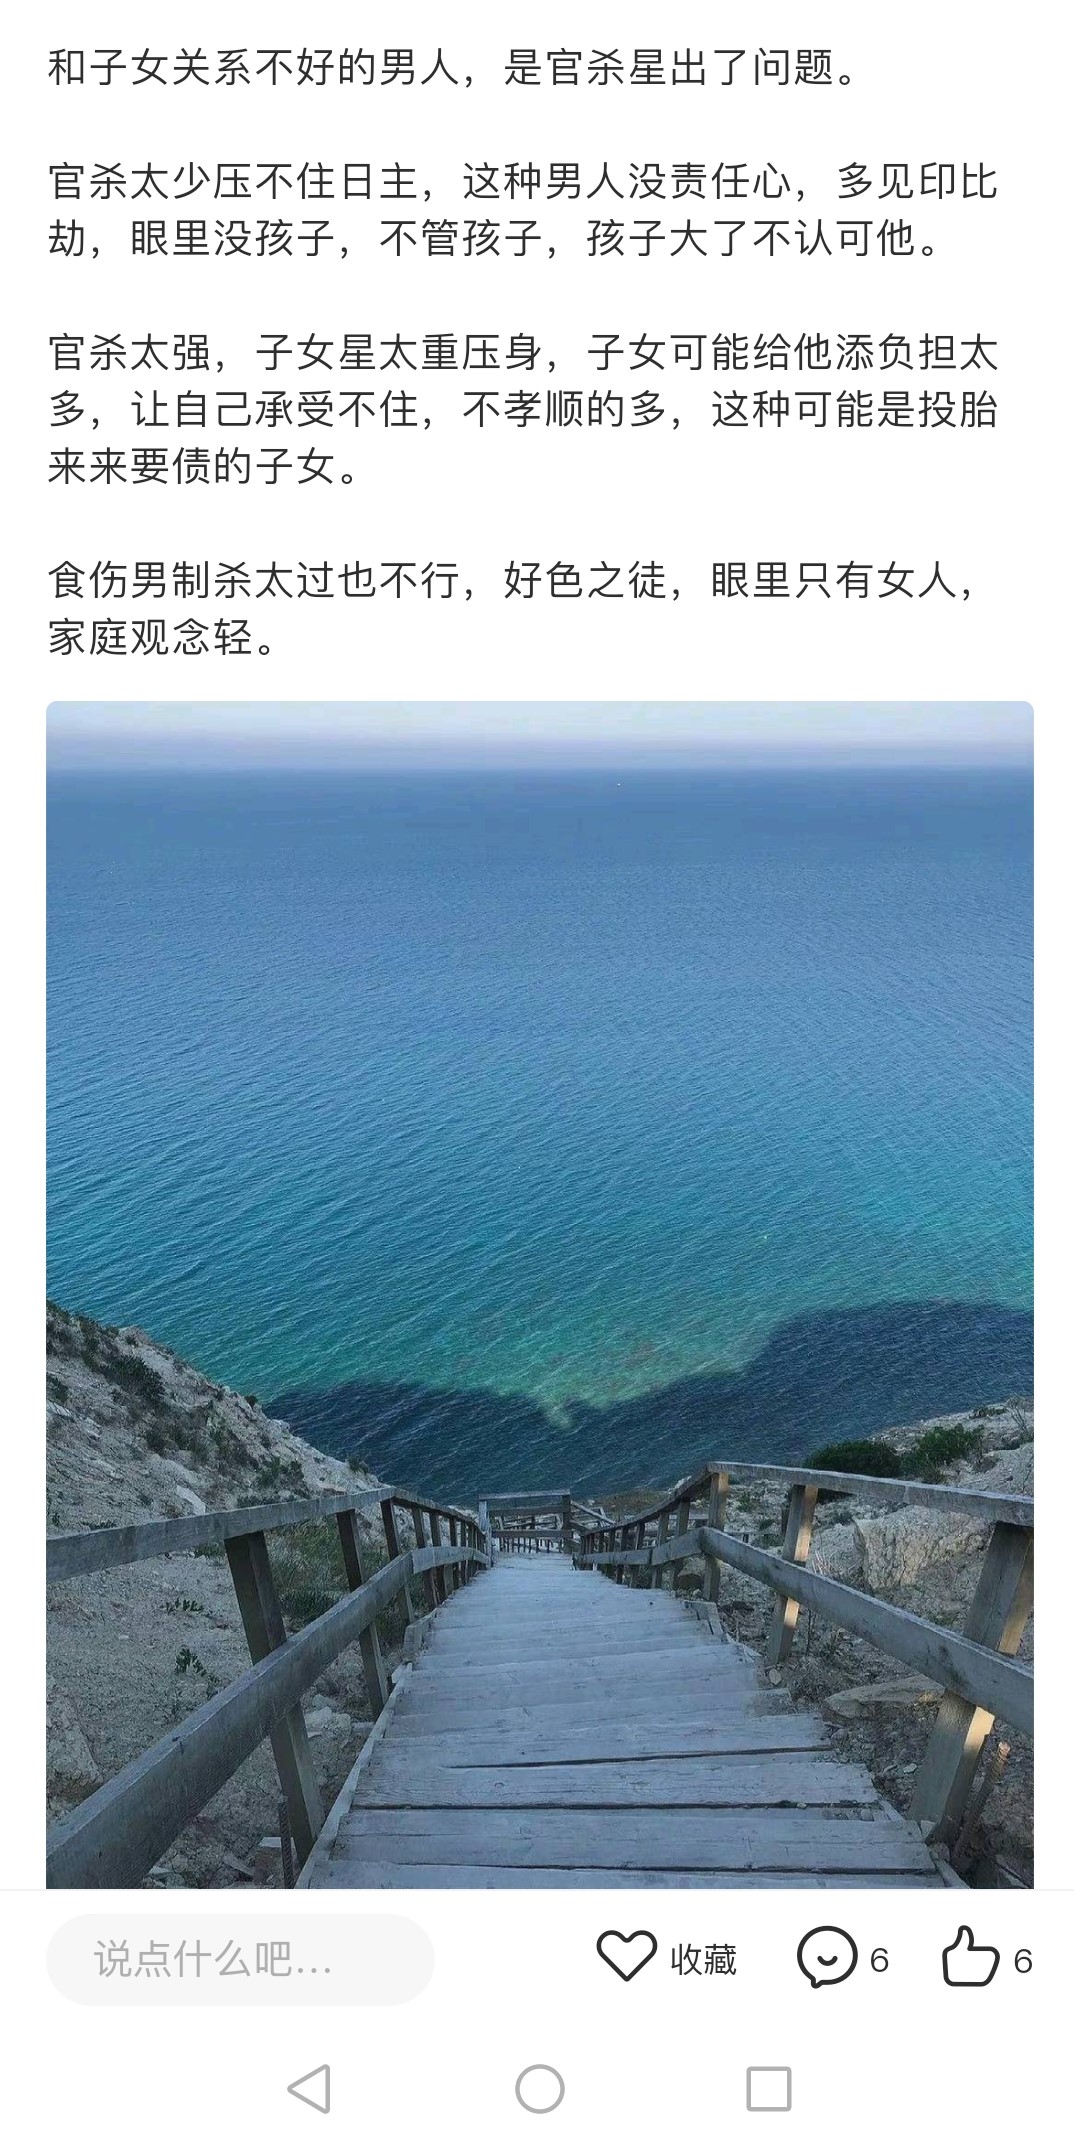 和子女关系不好的男人，是官杀星出了问题。
官杀太少压不住日主，这种男人没责任心，多见印比
劫，眼里没孩子，不管孩子，孩子大了不认可他。
官杀太强，子女星太重压身，子女可能给他添负担太
多，让自己承受不住，不孝顺的多，这种可能是投胎
来来要债的子女。
食伤男制杀太过也不行，好色之徒，眼里只有女人，
家庭观念轻。
说点什么吧... 收藏 6 6